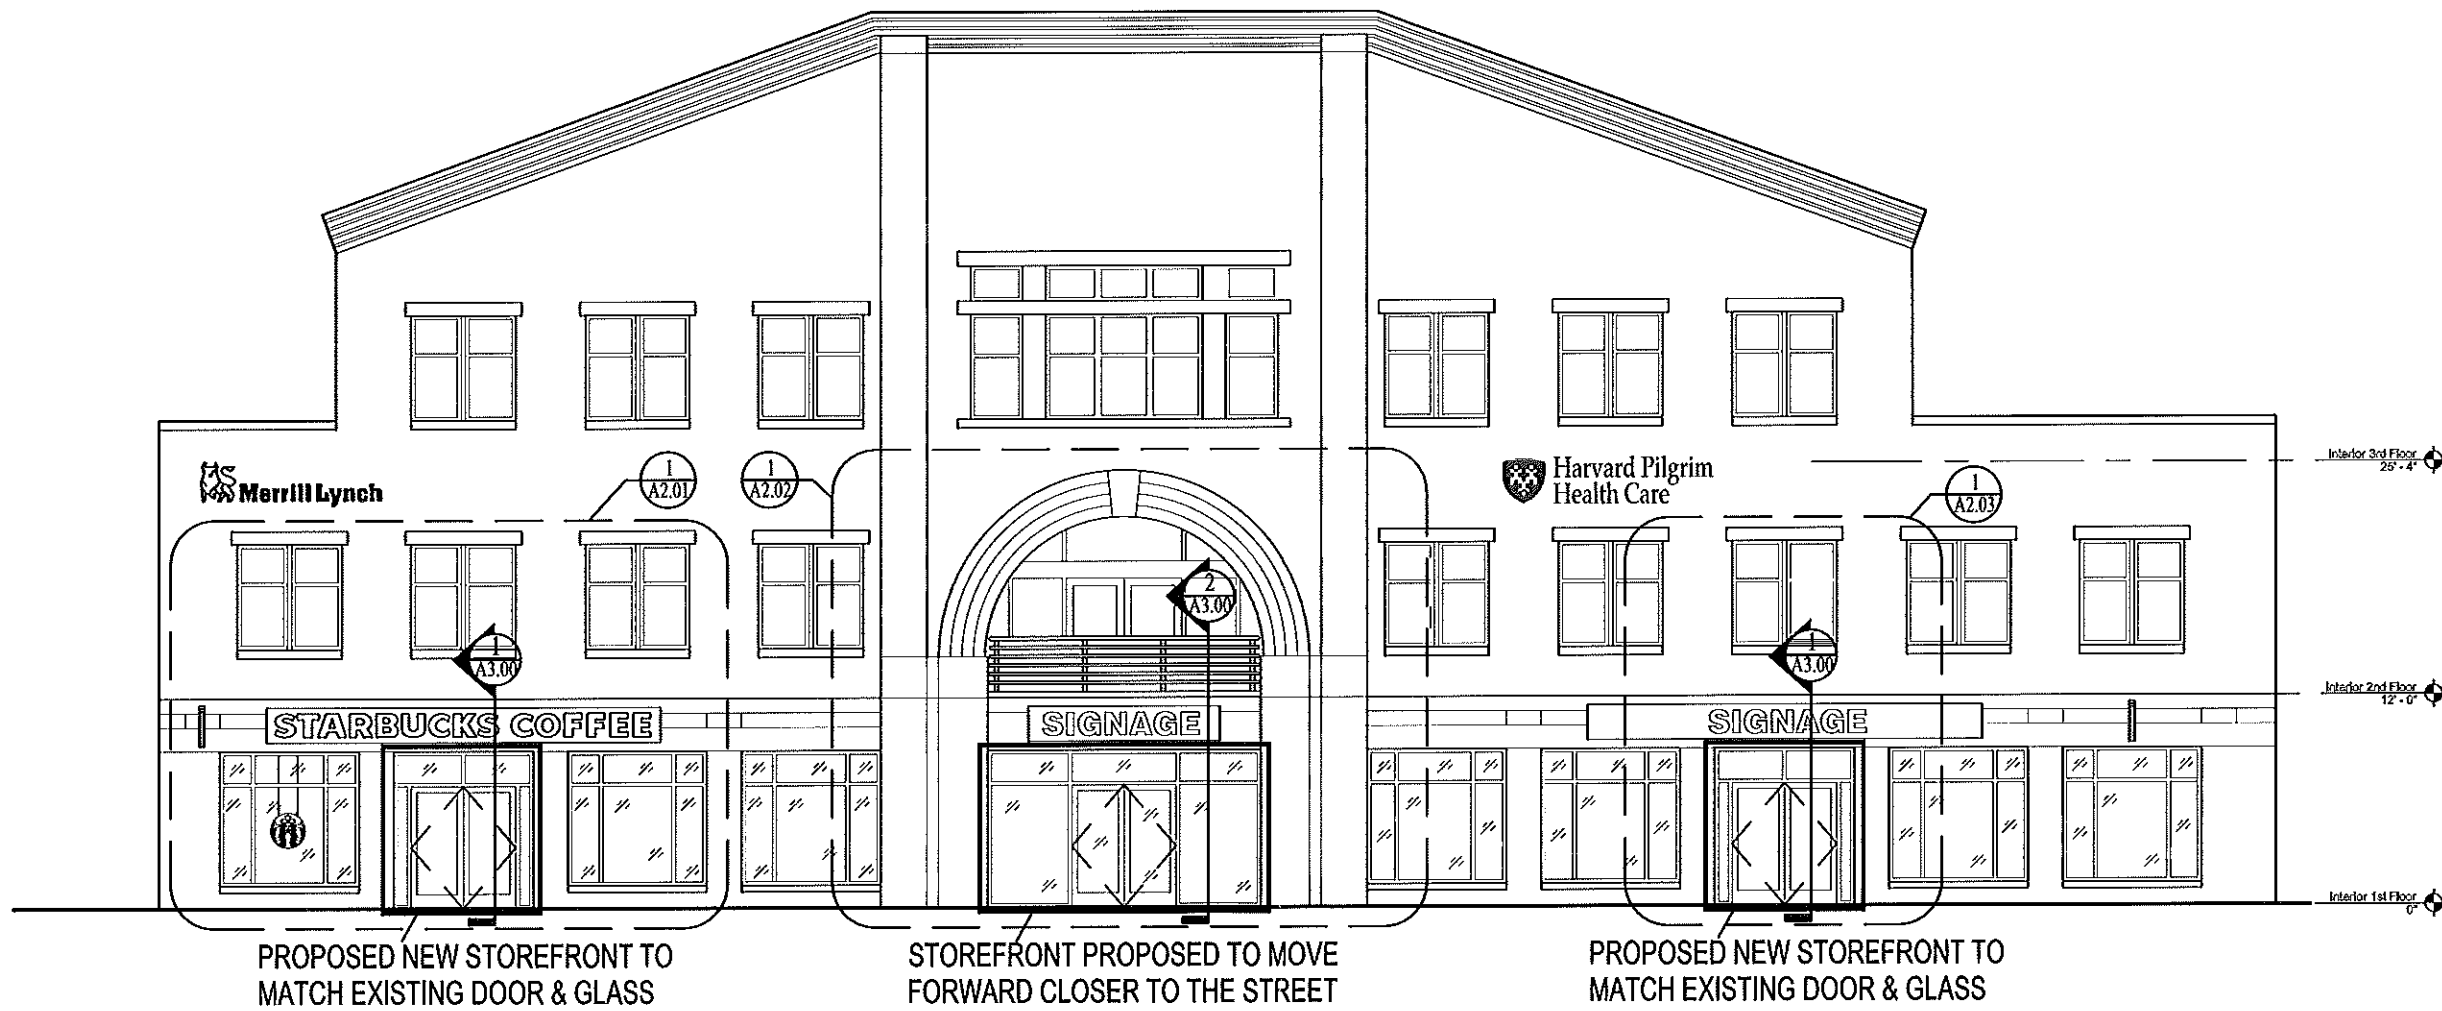 Interior 3rd Floor
25' - 4"
Merrill Lynch
1
A2.01
1
A2.02
Harvard Pilgrim
Health Care
1
A2.03
2
A3.00
1
A3.00
1
A3.00
Interior 2nd Floor
12' - 0"
STARBUCKS COFFEE
SIGNAGE
SIGNAGE
Interior 1st Floor
0"
PROPOSED NEW STOREFRONT TO
MATCH EXISTING DOOR & GLASS
STOREFRONT PROPOSED TO MOVE
FORWARD CLOSER TO THE STREET
PROPOSED NEW STOREFRONT TO
MATCH EXISTING DOOR & GLASS